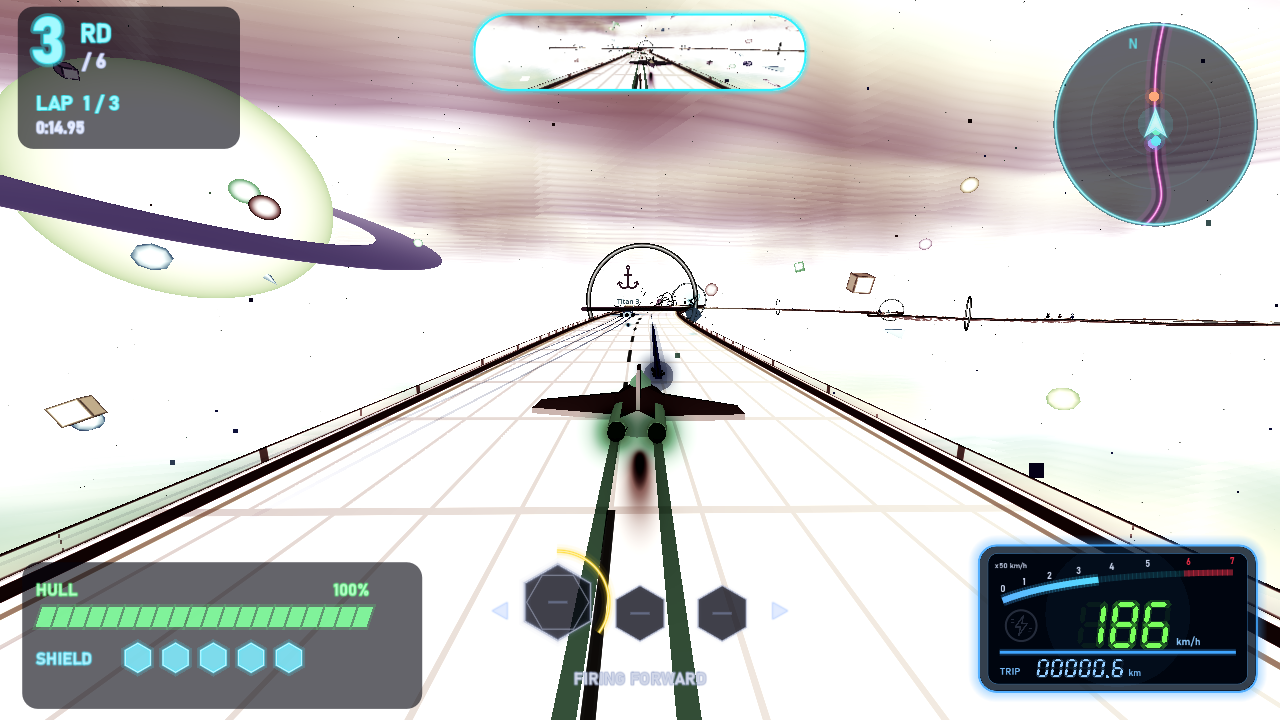 3 RD
/ 6
LAP 1/3
0:14.95
N
Titan 3
HULL 100%
SHIELD
FIRING FORWARD
x50 km/h
0 1 2 3 4 5 6 7
186 km/h
TRIP 00000.6 km